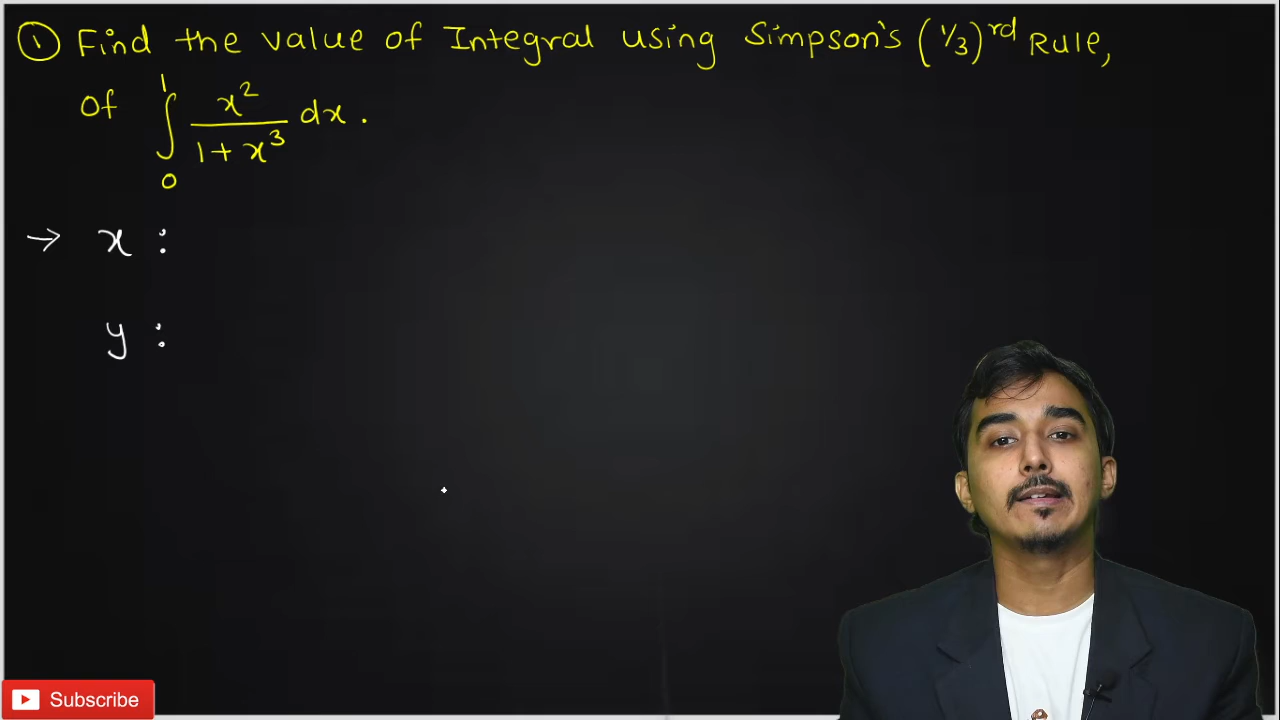 ① Find the value of Integral using Simpson's (1/3)rd Rule,
Of ∫₀¹ x²/(1+x³) dx.
→ x :
y :
Subscribe